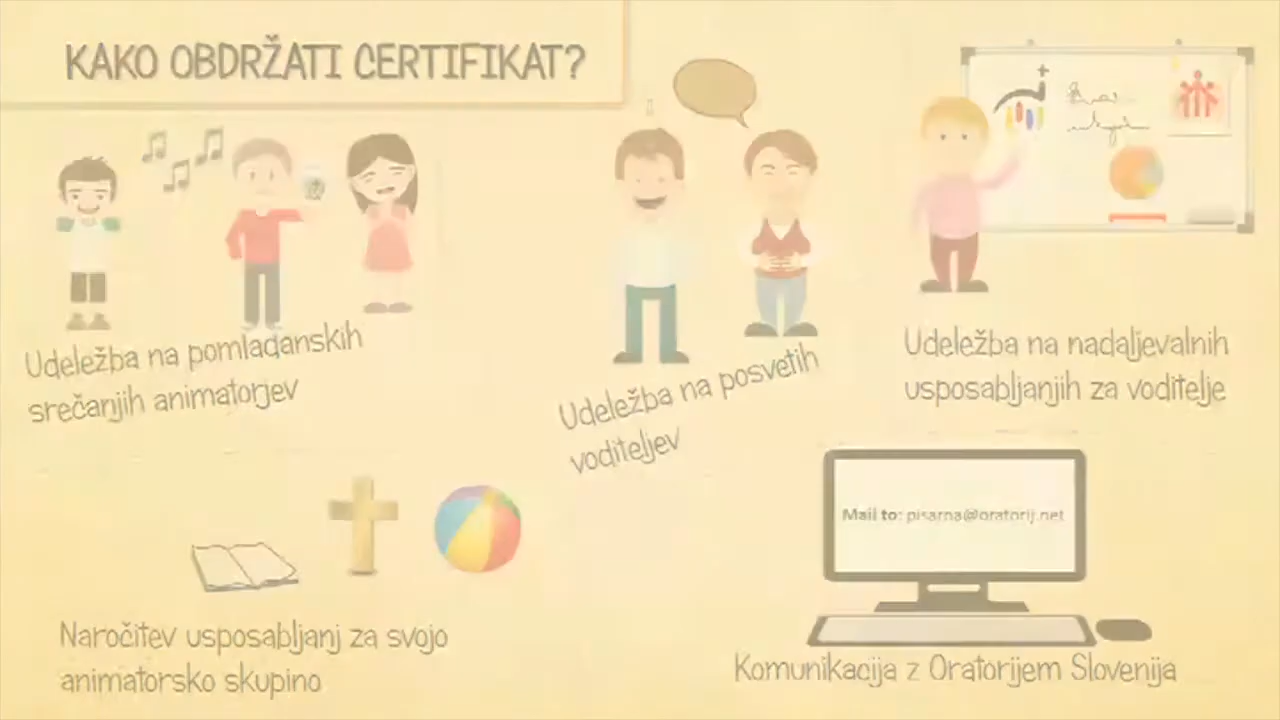 KAKO OBDRŽATI CERTIFIKAT?
Udeležba na pomladanskih
srečanjih animatorjev
Udeležba na posvetih
voditeljev
Udeležba na nadaljevalnih
usposabljanjih za voditelje
Naročitev usposabljanj za svojo
animatorsko skupino
Mail to: pisarna@oratorij.net
Komunikacija z Oratorijem Slovenija